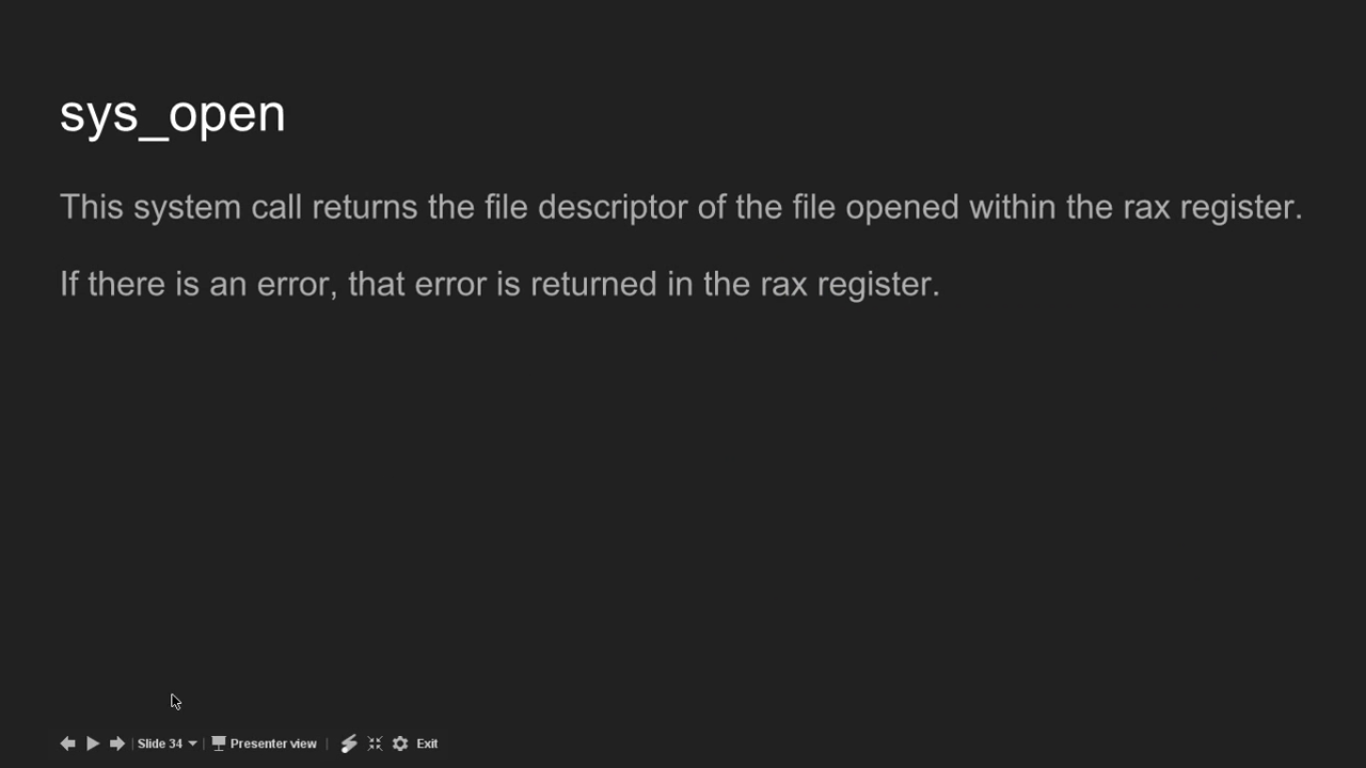 sys_open
This system call returns the file descriptor of the file opened within the rax register.
If there is an error, that error is returned in the rax register.
Slide 34
Presenter view
Exit